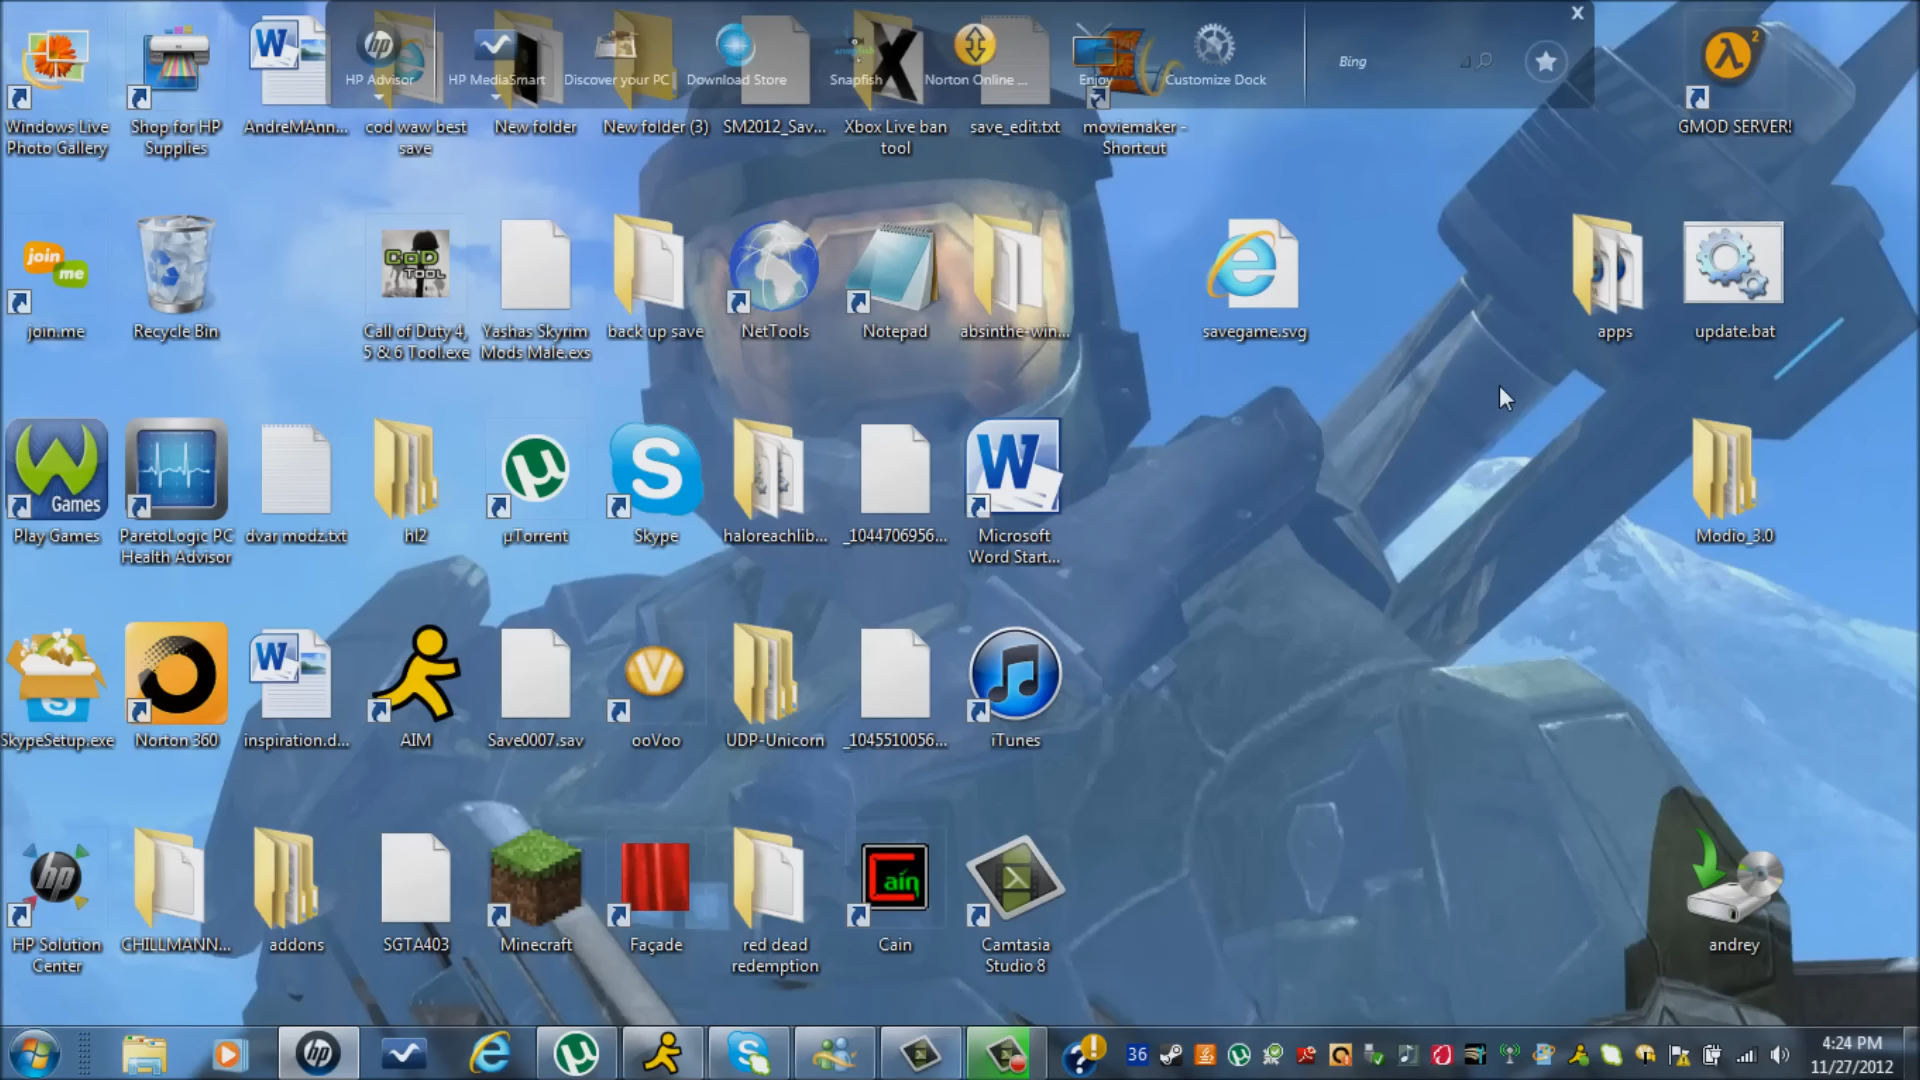 HP Advisor
HP MediaSmart
Discover your PC
Download Store
Snapfish
Norton Online ...
Enjoy
Customize Dock
Bing
X
Windows Live
Photo Gallery
Shop for HP
Supplies
AndreMAnn...
cod waw best
save
New folder
New folder (3)
SM2012_Sav...
Xbox Live ban
tool
save_edit.txt
moviemaker -
Shortcut
GMOD SERVER!
join
me
join.me
Recycle Bin
CoD
TOOL
Call of Duty 4,
5 & 6 Tool.exe
Yashas Skyrim
Mods Male.exs
back up save
NetTools
Notepad
absinthe-win...
savegame.svg
apps
update.bat
Games
Play Games
ParetoLogic PC
Health Advisor
dvar modz.txt
hl2
µTorrent
Skype
haloreachlib...
_1044706956...
Microsoft
Word Start...
Modio_3.0
SkypeSetup.exe
Norton 360
inspiration.d...
AIM
Save0007.sav
ooVoo
UDP-Unicorn
_1045510056...
iTunes
HP Solution
Center
CHILLMANN...
addons
SGTA403
Minecraft
Façade
red dead
redemption
Cain
Cain
Camtasia
Studio 8
andrey
36
4:24 PM
11/27/2012